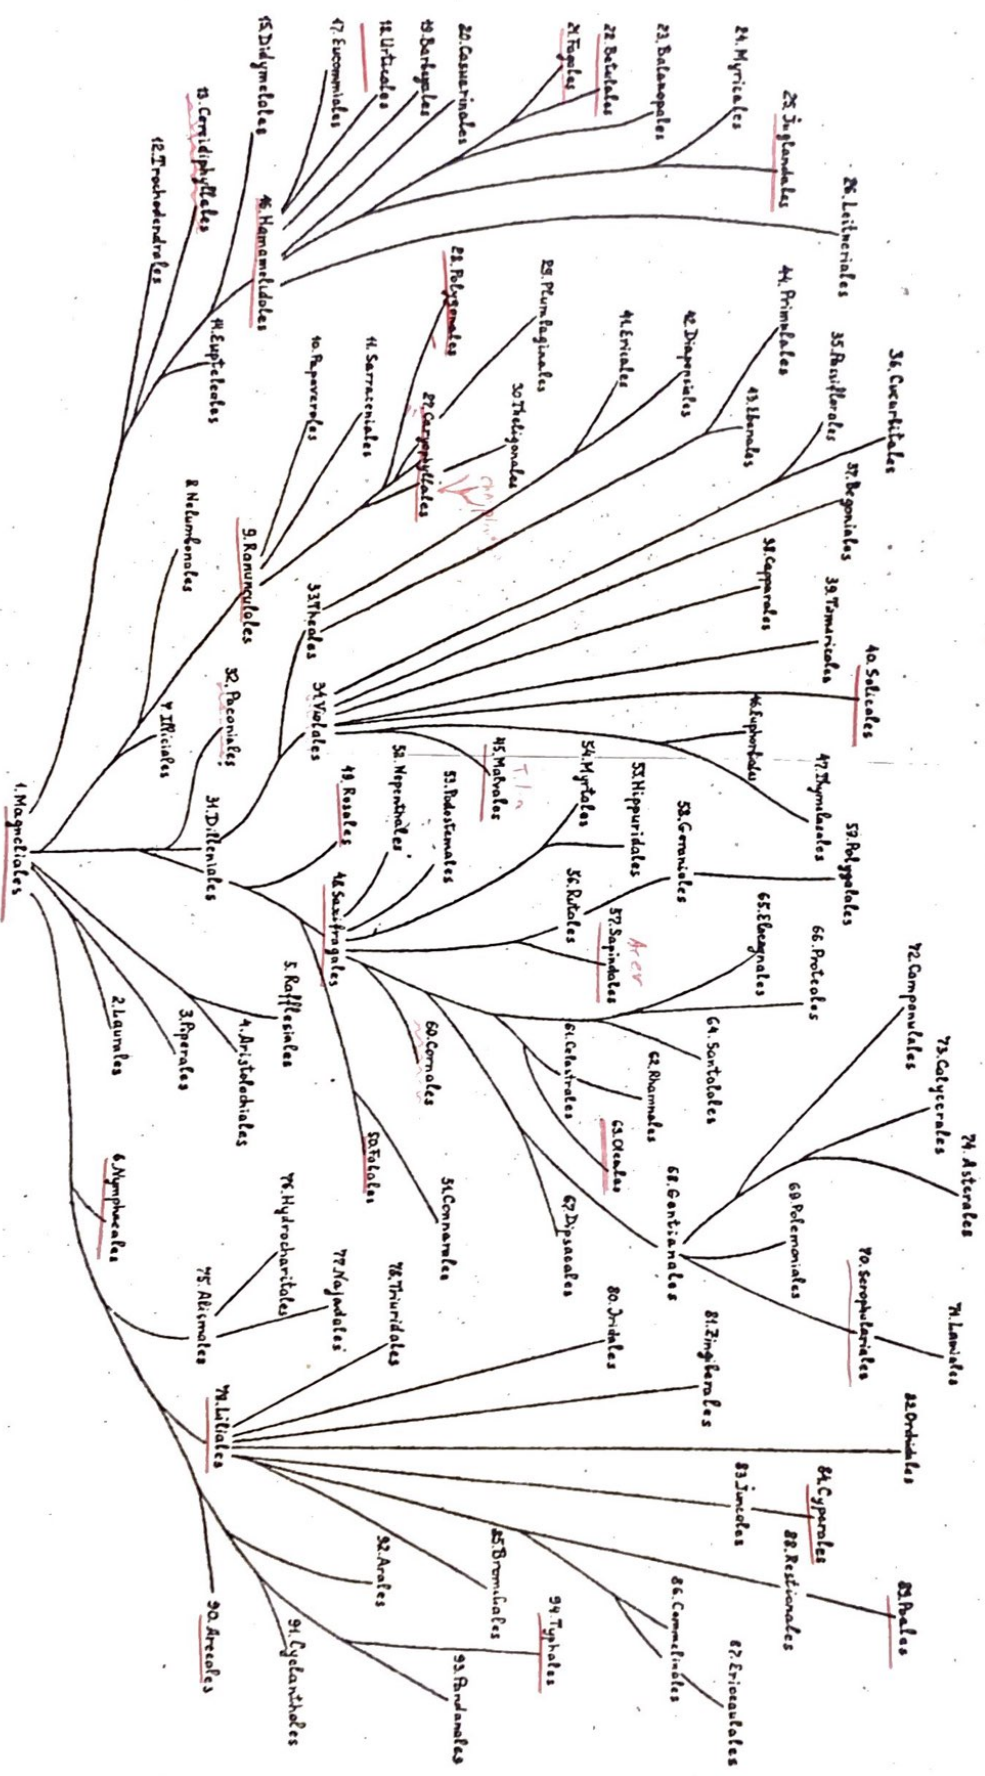 1. Magnoliales
2. Laurales
3. Piperales
4. Aristolochiales
5. Rafflesiales
6. Nymphaeales
7. Illiciales
8. Nelumbonales
9. Ranunculales
10. Papaverales
11. Sarraceniales
12. Trochodendrales
13. Cercidiphyllales
14. Eupteleales
15. Didymelales
16. Hamamelidales
17. Eucommiales
18. Urticales
19. Barbeyales
20. Casuarinales
21. Fagales
22. Betulales
23. Balanopales
24. Myricales
25. Juglandales
26. Leitneriales
27. Caryophyllales
28. Polygonales
29. Plumbaginales
30. Theligonales
31. Dilleniales
32. Paeoniales
33. Theales
34. Violales
35. Passiflorales
36. Cucurbitales
37. Begoniales
38. Capparales
39. Tamaricales
40. Salicales
41. Ericales
42. Diapensiales
43. Ebenales
44. Primulales
45. Malvales
46. Euphorbiales
47. Thymelaeales
48. Saxifragales
49. Rosales
50. Fabales
51. Connarales
52. Nepenthales
53. Podostemales
54. Myrtales
55. Hippuridales
56. Rutales
57. Sapindales
Acer
58. Geraniales
59. Polygalales
60. Cornales
61. Celastrales
62. Rhamnales
63. Oleales
64. Santalales
65. Elaeagnales
66. Proteales
67. Dipsacales
68. Gentianales
69. Polemoniales
70. Scrophulariales
71. Lamiales
72. Campanulales
73. Calycerales
74. Asterales
75. Alismales
76. Hydrocharitales
77. Najadales
78. Triuridales
79. Liliales
80. Iridales
81. Zingiberales
82. Orchidales
83. Juncales
84. Cyperales
85. Bromeliales
86. Commelinales
87. Eriocaulales
88. Restionales
89. Poales
90. Arecales
91. Cyclanthales
92. Arales
93. Pandanales
94. Typhales